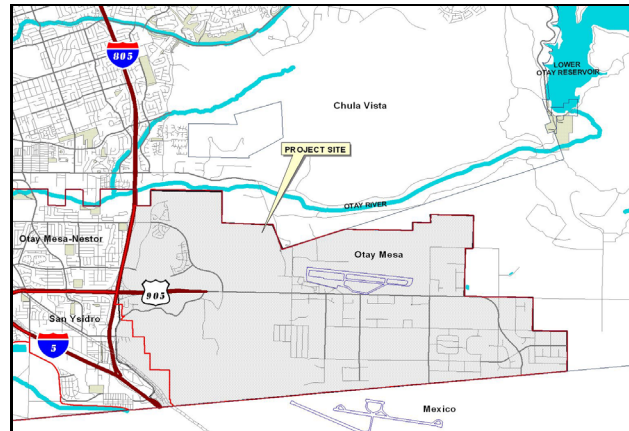 805
LOWER
OTAY RESERVOIR
Chula Vista
PROJECT SITE
OTAY RIVER
Otay Mesa-Nestor
Otay Mesa
905
San Ysidro
5
Mexico